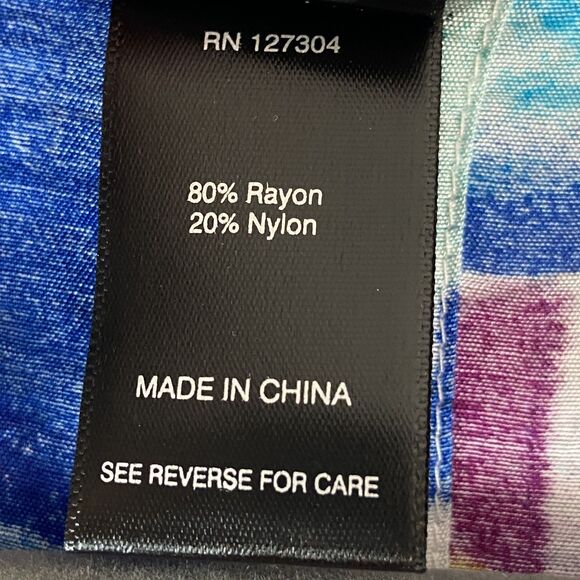 RN 127304
80% Rayon
20% Nylon
MADE IN CHINA
SEE REVERSE FOR CARE